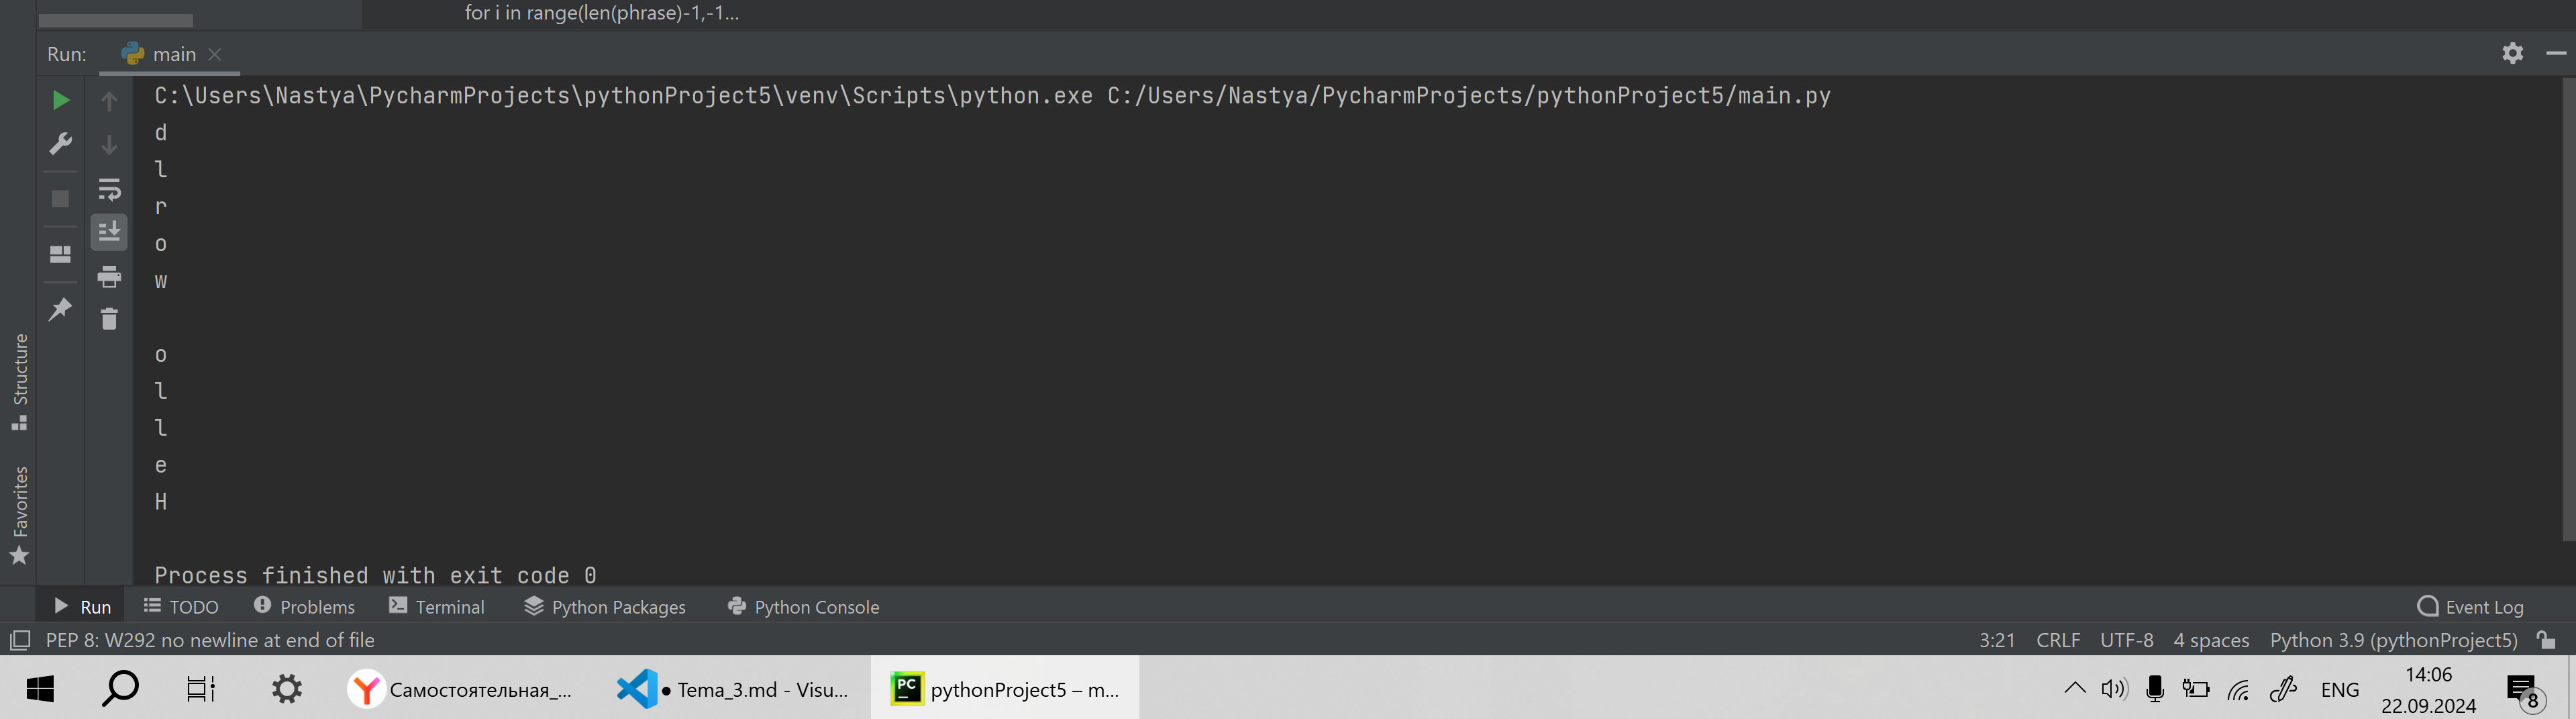 for i in range(len(phrase)-1,-1...
Run: main
C:\Users\Nastya\PycharmProjects\pythonProject5\venv\Scripts\python.exe C:/Users/Nastya/PycharmProjects/pythonProject5/main.py
d
l
r
o
w
o
l
l
e
H
Process finished with exit code 0
Structure
Favorites
Run TODO Problems Terminal Python Packages Python Console Event Log
PEP 8: W292 no newline at end of file 3:21 CRLF UTF-8 4 spaces Python 3.9 (pythonProject5)
Самостоятельная_... ● Tema_3.md - Visu... PC pythonProject5 – m... ENG 14:06
22.09.2024 8